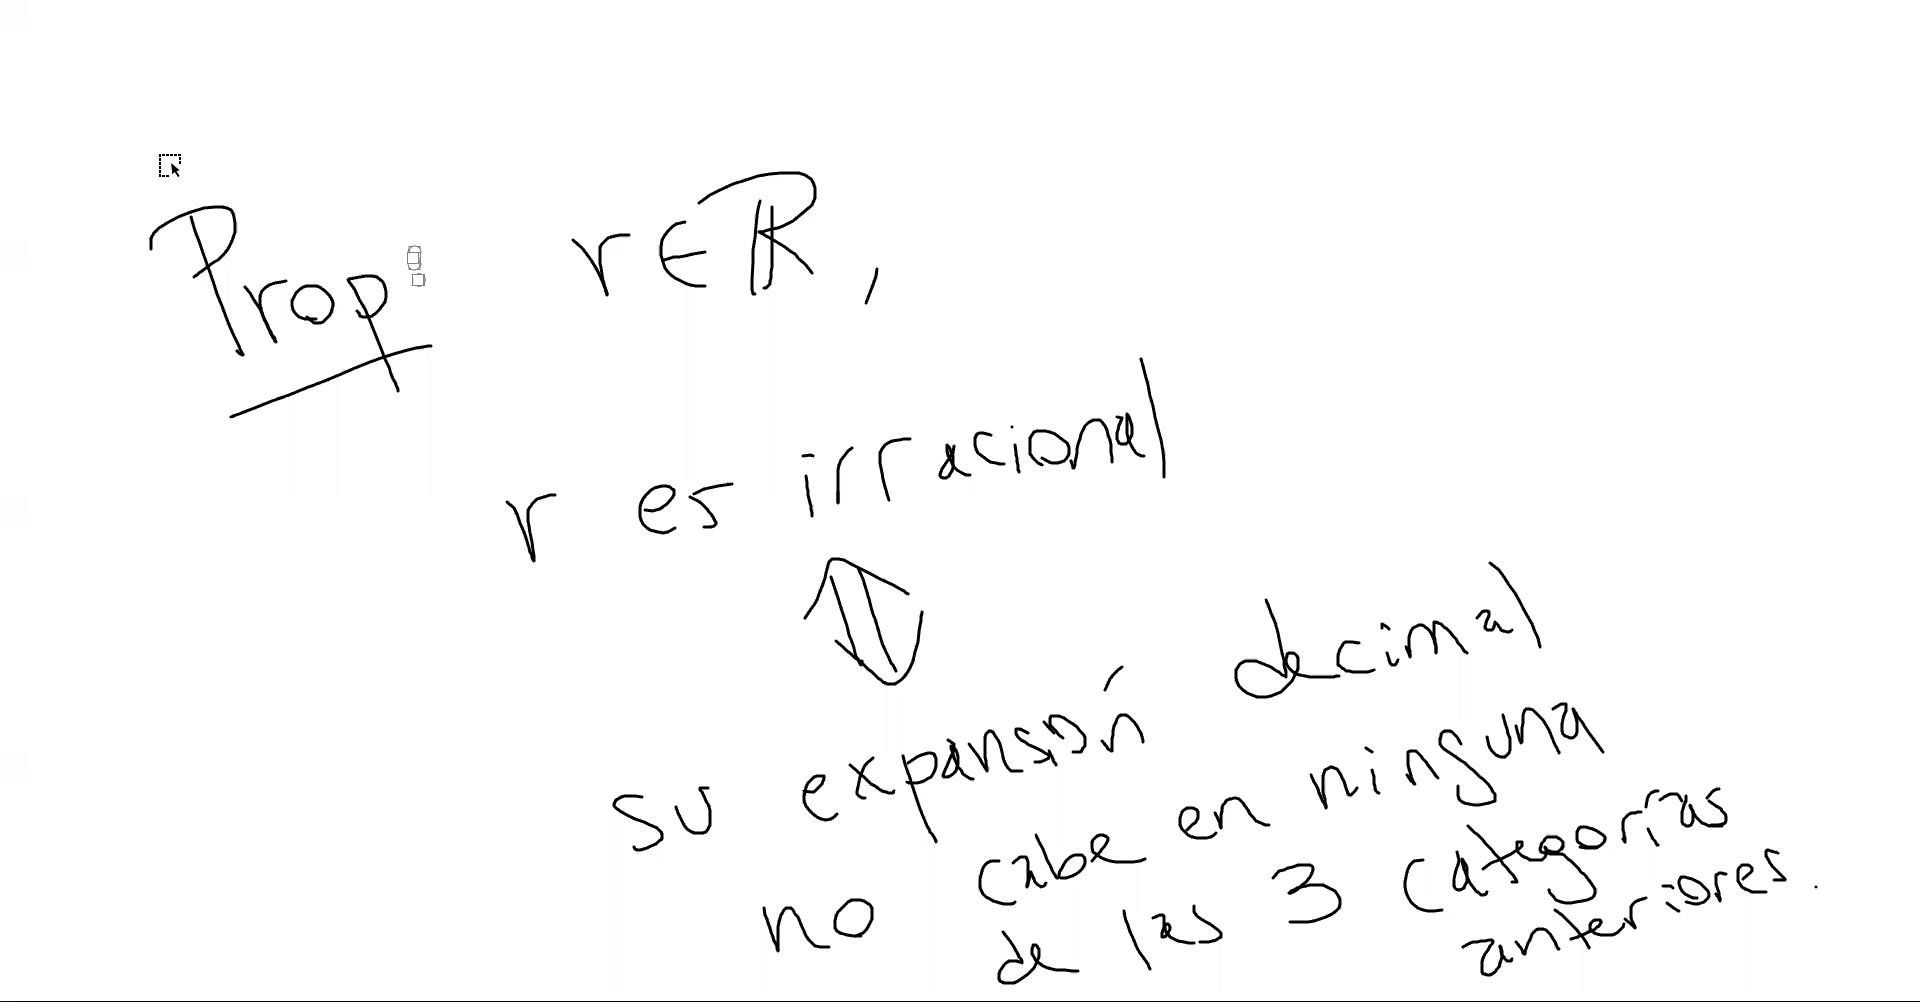 Prop: r∈ℝ,
r es irracional
⇕
su expansión decimal
no cabe en ninguna
de las 3 categorías
anteriores.